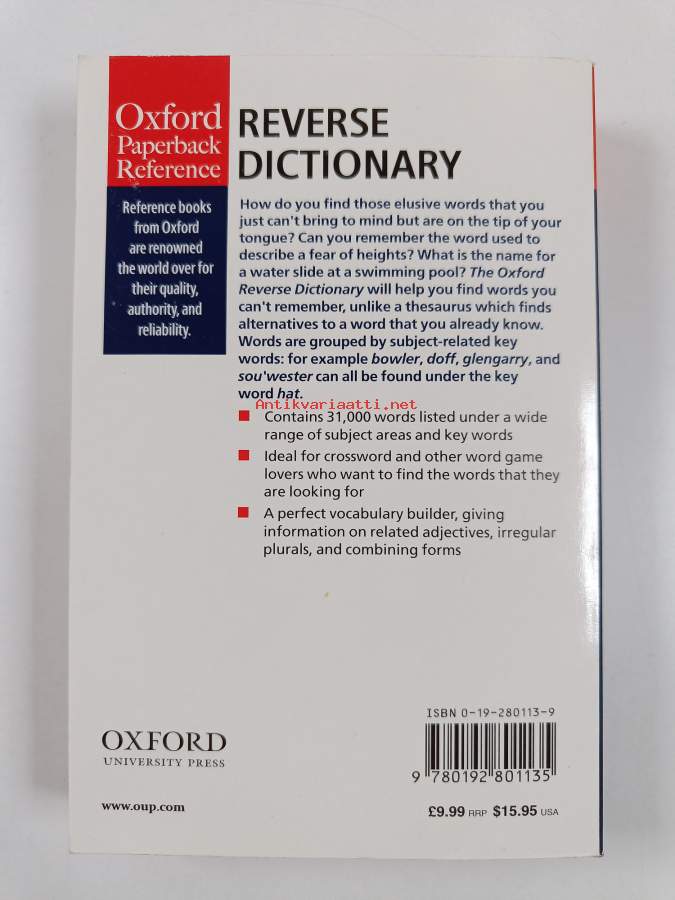 Oxford
Paperback
Reference
Reference books
from Oxford
are renowned
the world over for
their quality,
authority, and
reliability.
REVERSE
DICTIONARY
How do you find those elusive words that you
just can't bring to mind but are on the tip of your
tongue? Can you remember the word used to
describe a fear of heights? What is the name for
a water slide at a swimming pool? The Oxford
Reverse Dictionary will help you find words you
can't remember, unlike a thesaurus which finds
alternatives to a word that you already know.
Words are grouped by subject-related key
words: for example bowler, doff, glengarry, and
sou'wester can all be found under the key
word hat.
Antikvariaatti.net
Contains 31,000 words listed under a wide
range of subject areas and key words
Ideal for crossword and other word game
lovers who want to find the words that they
are looking for
A perfect vocabulary builder, giving
information on related adjectives, irregular
plurals, and combining forms
OXFORD
UNIVERSITY PRESS
www.oup.com
ISBN 0-19-280113-9
9 780192 801135
£9.99 RRP $15.95 USA